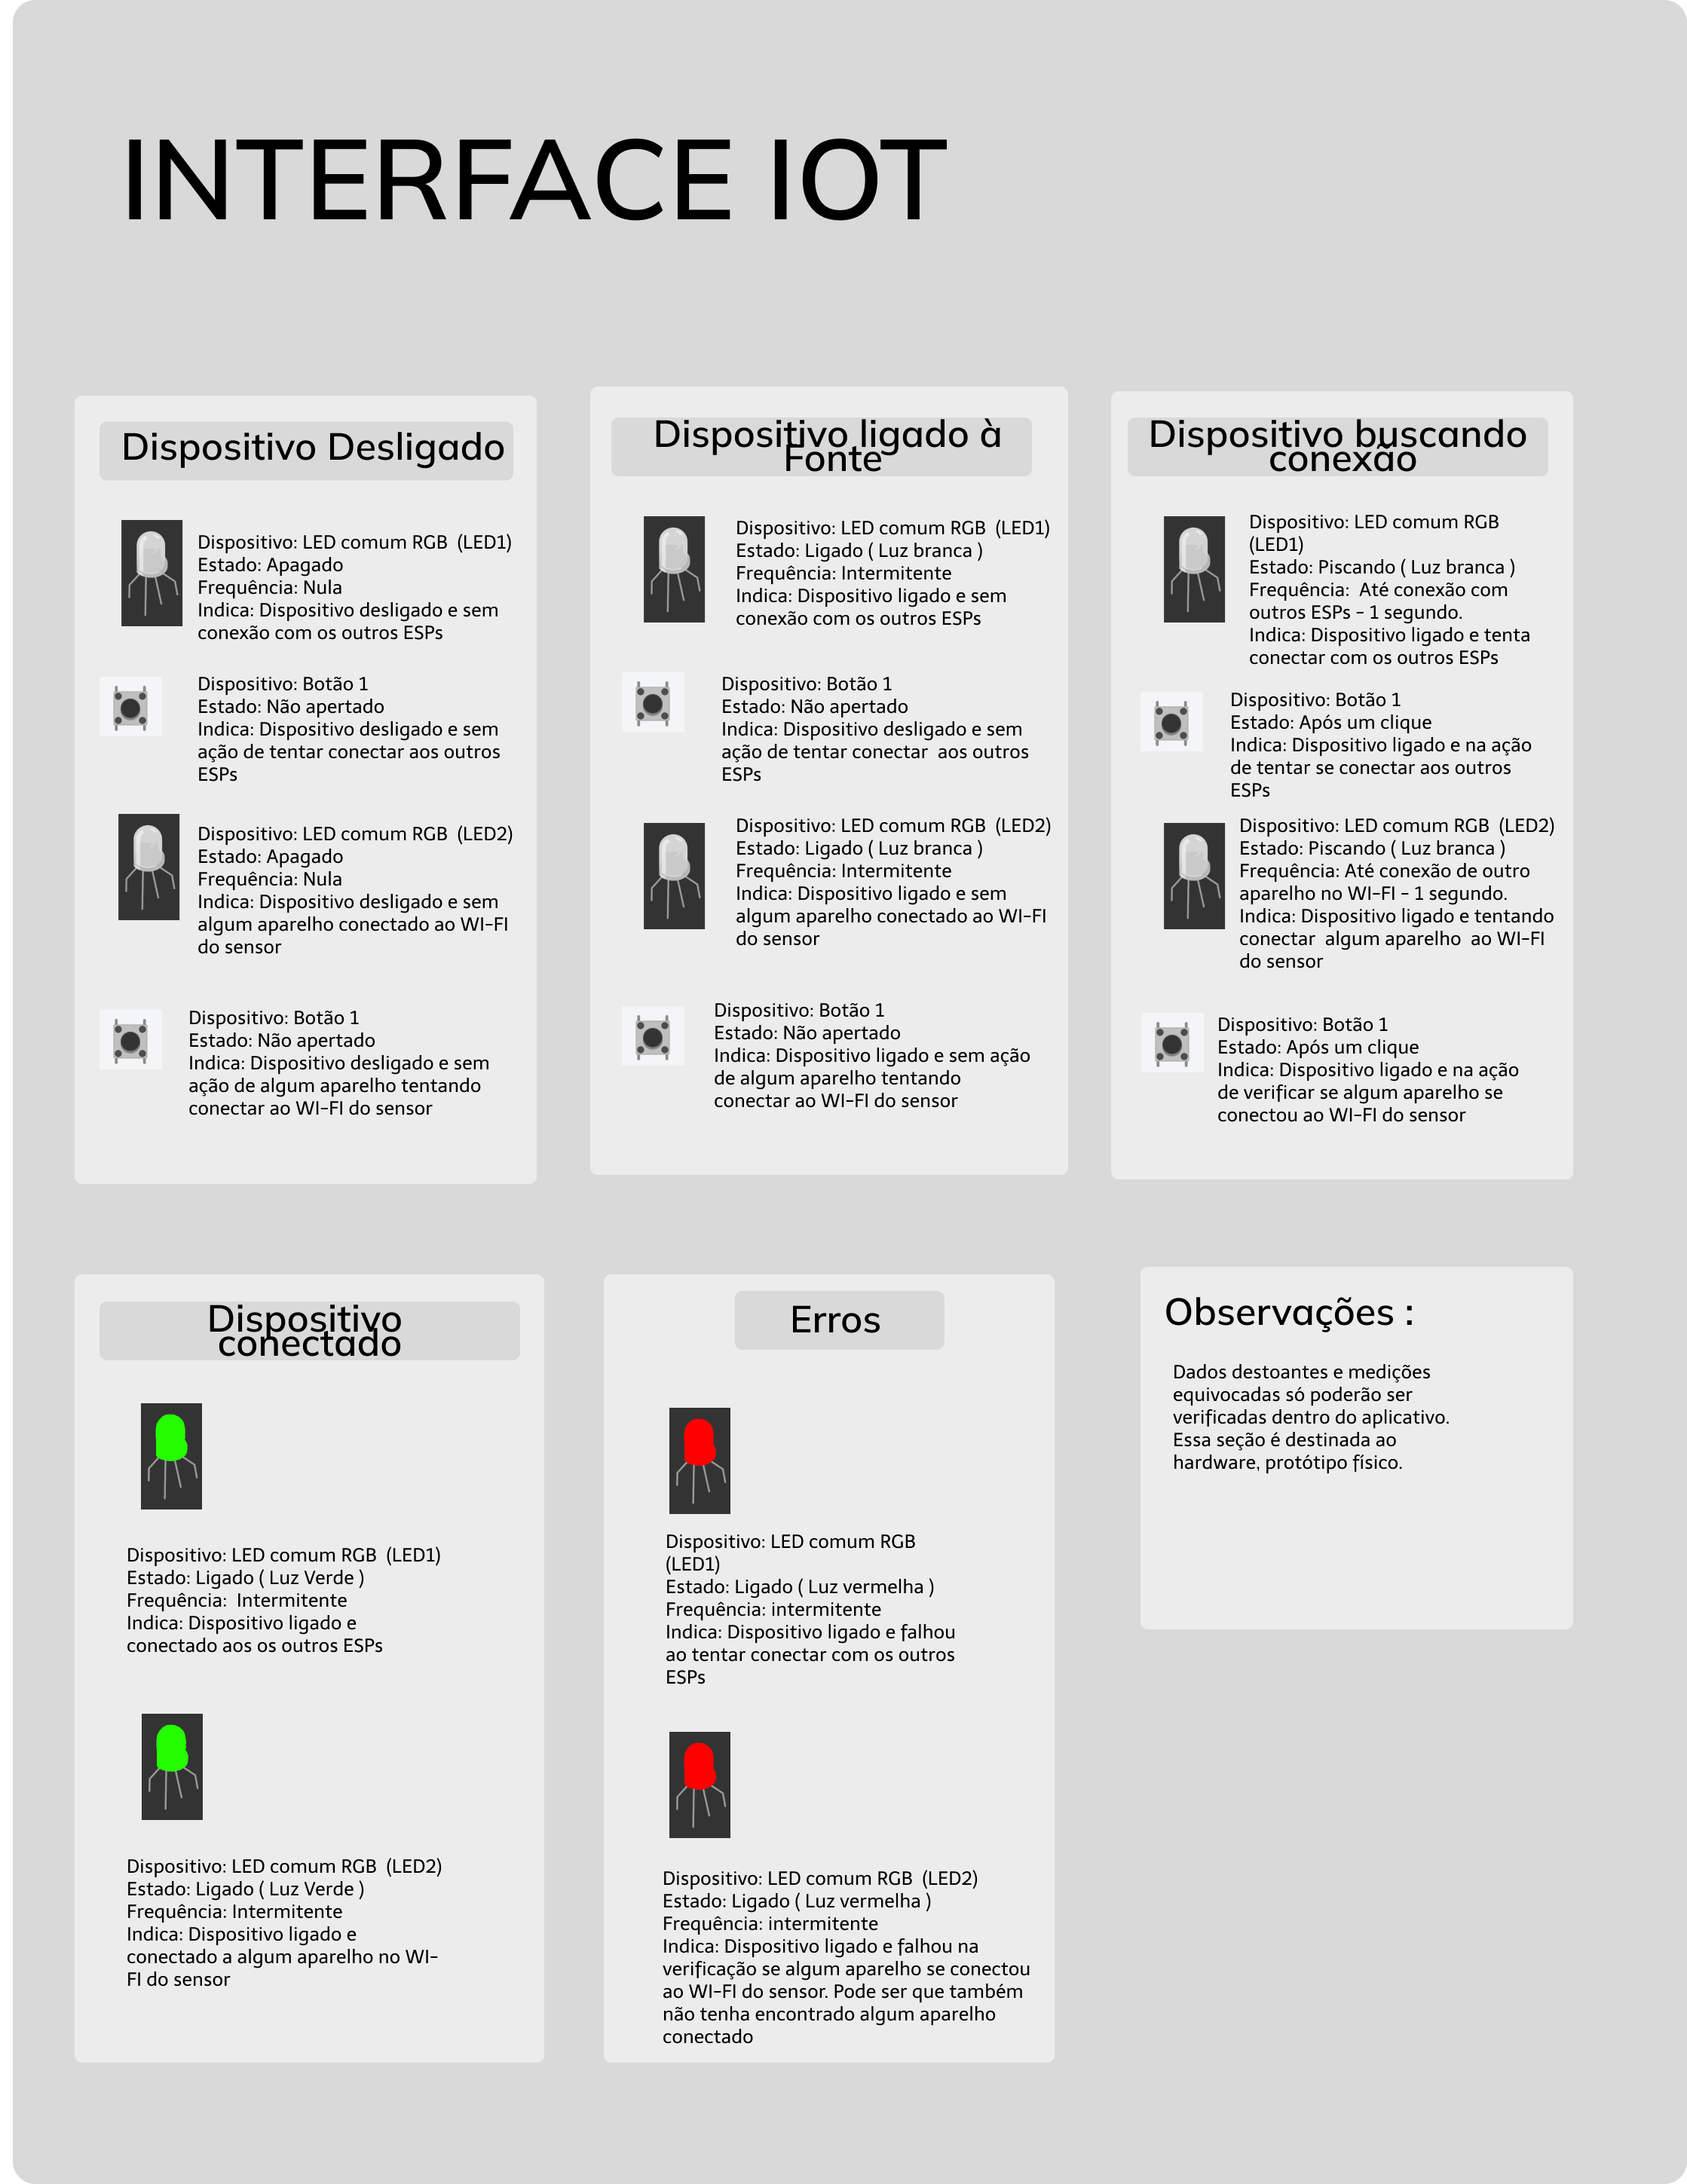 INTERFACE IOT
Dispositivo Desligado
Dispositivo: LED comum RGB  (LED1)
Estado: Apagado
Frequência: Nula
Indica: Dispositivo desligado e sem
conexão com os outros ESPs
Dispositivo: Botão 1
Estado: Não apertado
Indica: Dispositivo desligado e sem
ação de tentar conectar aos outros
ESPs
Dispositivo: LED comum RGB  (LED2)
Estado: Apagado
Frequência: Nula
Indica: Dispositivo desligado e sem
algum aparelho conectado ao WI-FI
do sensor
Dispositivo: Botão 1
Estado: Não apertado
Indica: Dispositivo desligado e sem
ação de algum aparelho tentando
conectar ao WI-FI do sensor
Dispositivo ligado à
Fonte
Dispositivo: LED comum RGB  (LED1)
Estado: Ligado ( Luz branca )
Frequência: Intermitente
Indica: Dispositivo ligado e sem
conexão com os outros ESPs
Dispositivo: Botão 1
Estado: Não apertado
Indica: Dispositivo desligado e sem
ação de tentar conectar  aos outros
ESPs
Dispositivo: LED comum RGB  (LED2)
Estado: Ligado ( Luz branca )
Frequência: Intermitente
Indica: Dispositivo ligado e sem
algum aparelho conectado ao WI-FI
do sensor
Dispositivo: Botão 1
Estado: Não apertado
Indica: Dispositivo ligado e sem ação
de algum aparelho tentando
conectar ao WI-FI do sensor
Dispositivo buscando
conexão
Dispositivo: LED comum RGB
(LED1)
Estado: Piscando ( Luz branca )
Frequência:  Até conexão com
outros ESPs - 1 segundo.
Indica: Dispositivo ligado e tenta
conectar com os outros ESPs
Dispositivo: Botão 1
Estado: Após um clique
Indica: Dispositivo ligado e na ação
de tentar se conectar aos outros
ESPs
Dispositivo: LED comum RGB  (LED2)
Estado: Piscando ( Luz branca )
Frequência: Até conexão de outro
aparelho no WI-FI - 1 segundo.
Indica: Dispositivo ligado e tentando
conectar  algum aparelho  ao WI-FI
do sensor
Dispositivo: Botão 1
Estado: Após um clique
Indica: Dispositivo ligado e na ação
de verificar se algum aparelho se
conectou ao WI-FI do sensor
Dispositivo
conectado
Dispositivo: LED comum RGB  (LED1)
Estado: Ligado ( Luz Verde )
Frequência:  Intermitente
Indica: Dispositivo ligado e
conectado aos os outros ESPs
Dispositivo: LED comum RGB  (LED2)
Estado: Ligado ( Luz Verde )
Frequência: Intermitente
Indica: Dispositivo ligado e
conectado a algum aparelho no WI-
FI do sensor
Erros
Dispositivo: LED comum RGB
(LED1)
Estado: Ligado ( Luz vermelha )
Frequência: intermitente
Indica: Dispositivo ligado e falhou
ao tentar conectar com os outros
ESPs
Dispositivo: LED comum RGB  (LED2)
Estado: Ligado ( Luz vermelha )
Frequência: intermitente
Indica: Dispositivo ligado e falhou na
verificação se algum aparelho se conectou
ao WI-FI do sensor. Pode ser que também
não tenha encontrado algum aparelho
conectado
Observações :
Dados destoantes e medições
equivocadas só poderão ser
verificadas dentro do aplicativo.
Essa seção é destinada ao
hardware, protótipo físico.